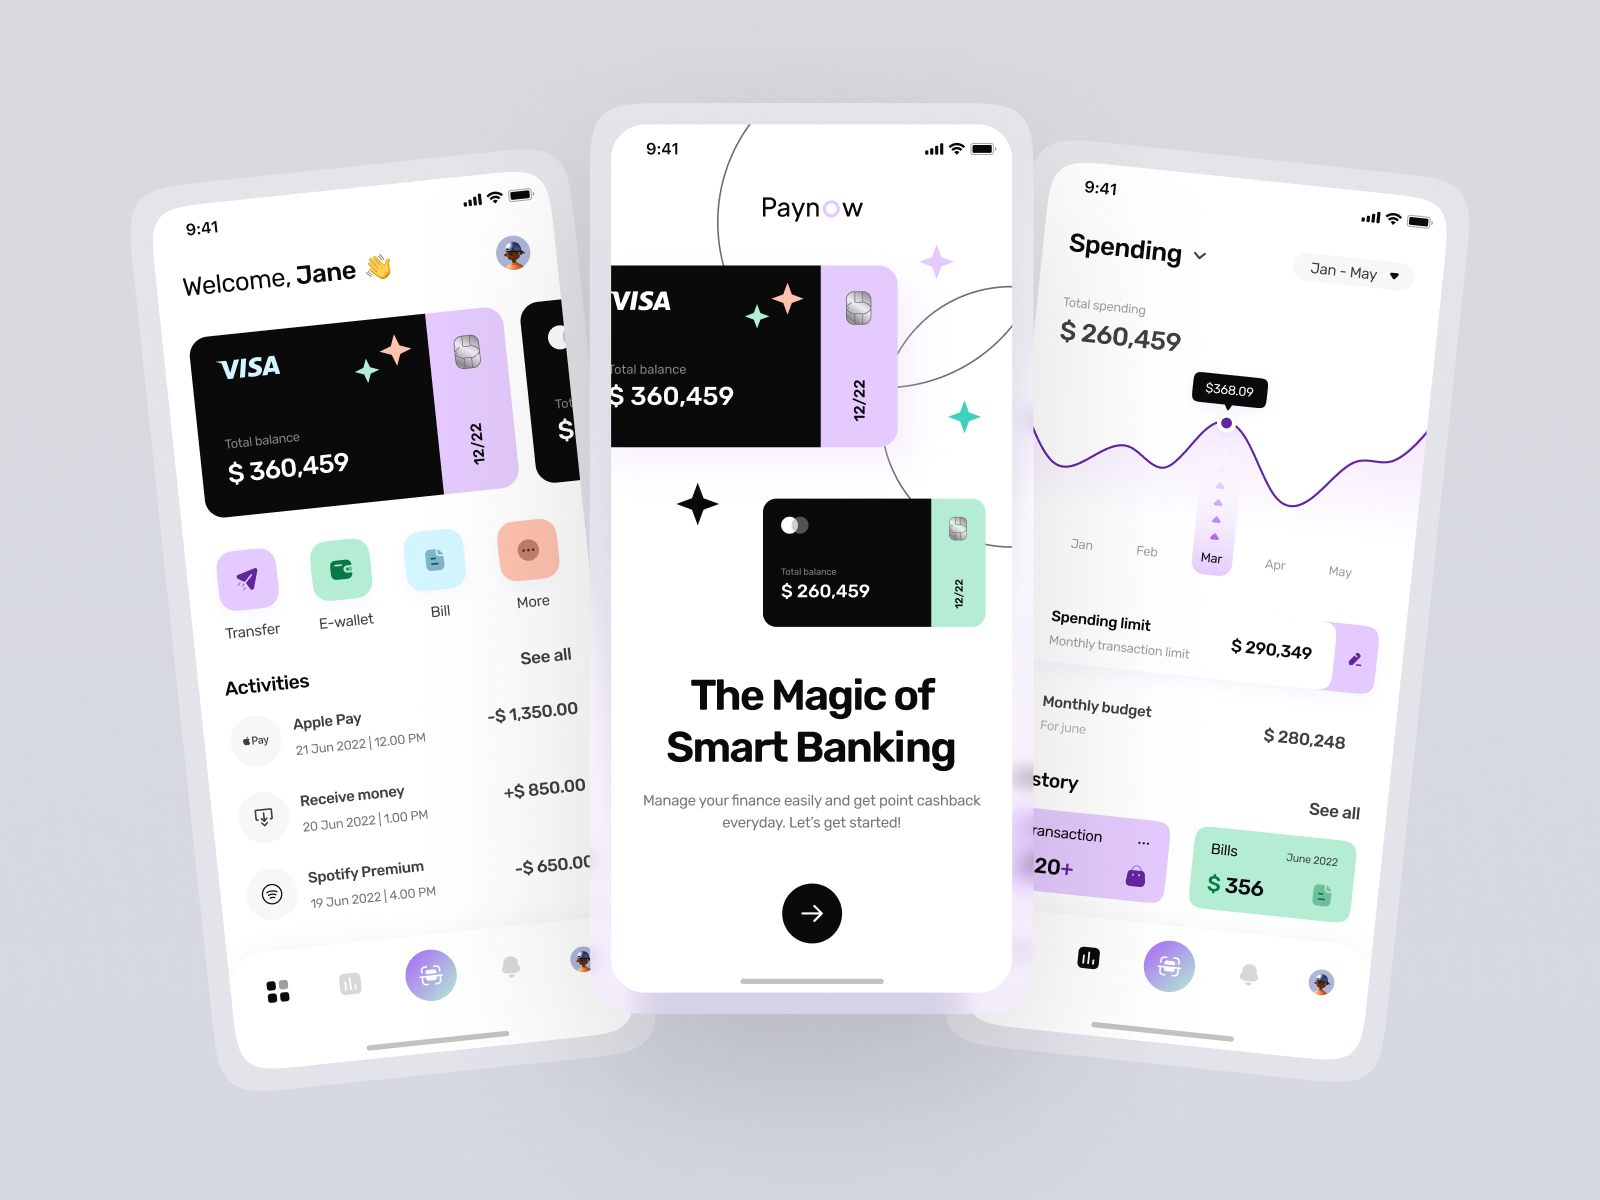 9:41
Welcome, Jane
VISA
Total balance
$ 360,459
12/22
Tot
$
Transfer
E-wallet
Bill
More
Activities
See all
Pay
Apple Pay
21 Jun 2022 | 12.00 PM
-$ 1,350.00
Receive money
20 Jun 2022 | 1.00 PM
+$ 850.00
Spotify Premium
19 Jun 2022 | 4.00 PM
-$ 650.00
9:41
Paynow
VISA
Total balance
$ 360,459
12/22
Total balance
$ 260,459
12/22
The Magic of
Smart Banking
Manage your finance easily and get point cashback
everyday. Let's get started!
9:41
Spending
Jan - May
Total spending
$ 260,459
$368.09
Jan
Feb
Mar
Apr
May
Spending limit
Monthly transaction limit
$ 290,349
Monthly budget
For june
$ 280,248
story
See all
ransaction
...
20+
Bills
June 2022
$ 356